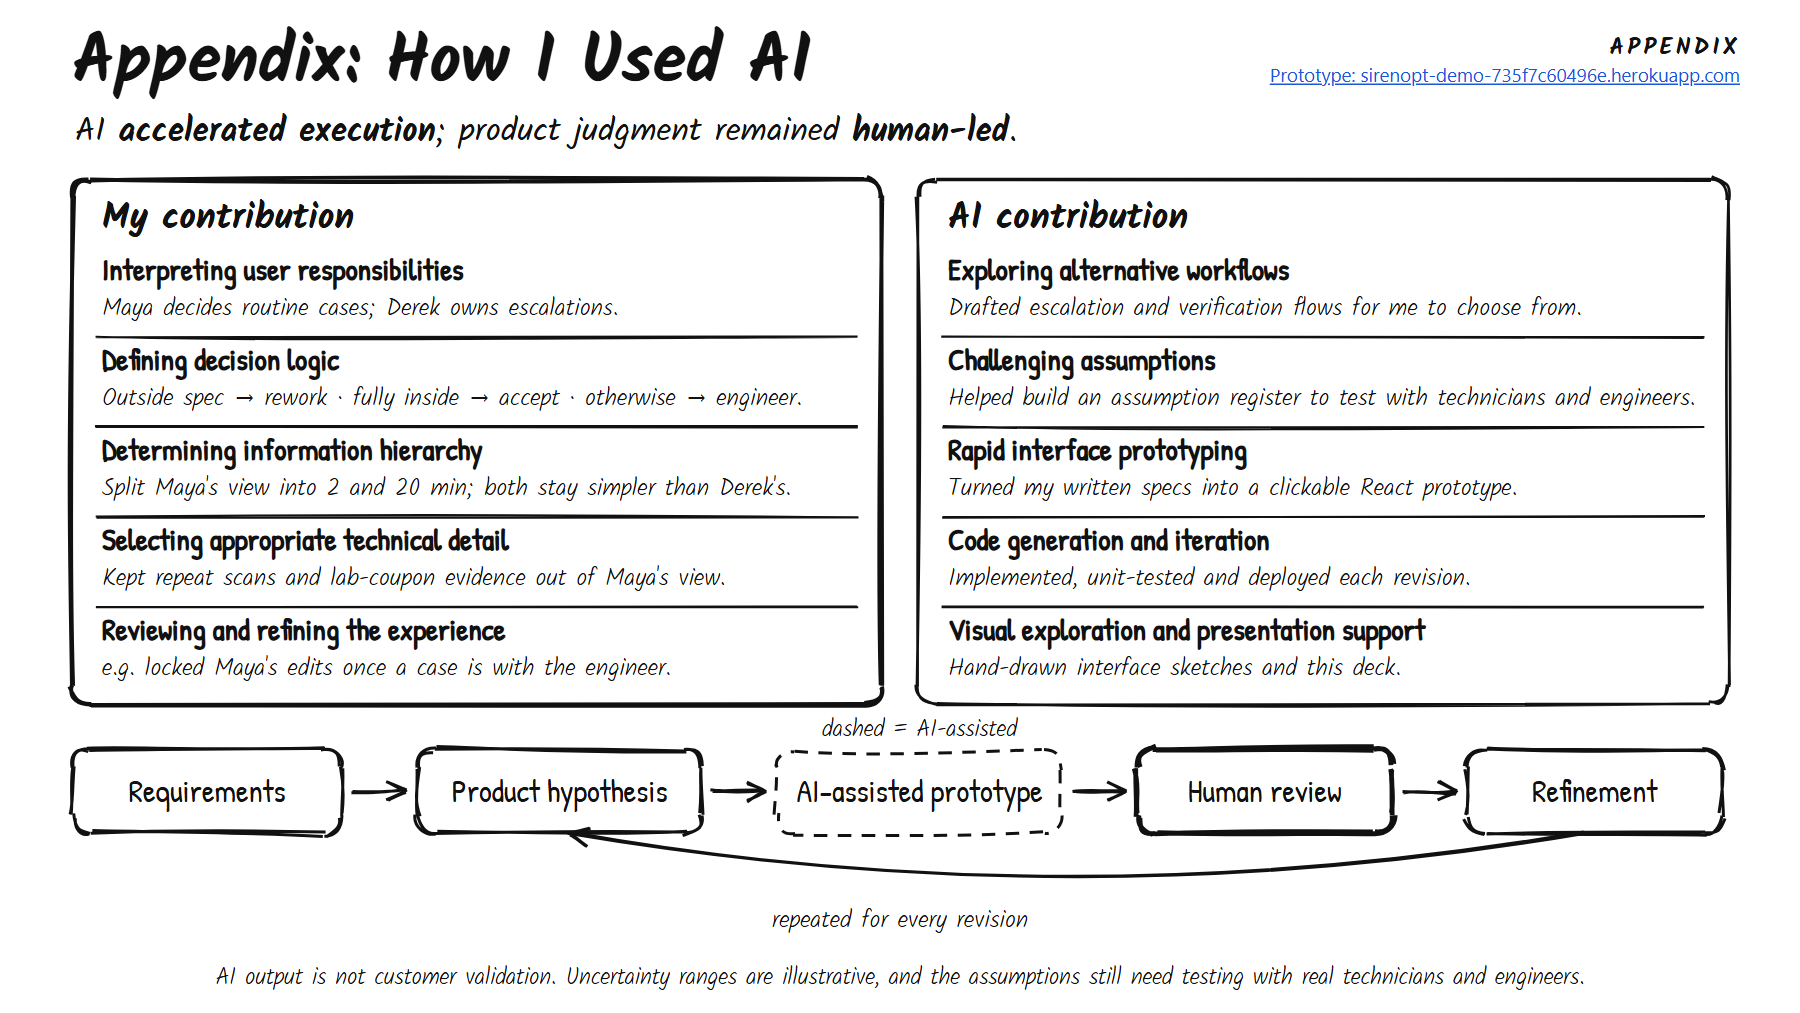 Appendix: How I Used AI
APPENDIX
Prototype: sirenopt-demo-735f7c60496e.herokuapp.com
AI accelerated execution; product judgment remained human-led.
My contribution
Interpreting user responsibilities
Maya decides routine cases; Derek owns escalations.
Defining decision logic
Outside spec → rework · fully inside → accept · otherwise → engineer.
Determining information hierarchy
Split Maya's view into 2 and 20 min; both stay simpler than Derek's.
Selecting appropriate technical detail
Kept repeat scans and lab-coupon evidence out of Maya's view.
Reviewing and refining the experience
e.g. locked Maya's edits once a case is with the engineer.
AI contribution
Exploring alternative workflows
Drafted escalation and verification flows for me to choose from.
Challenging assumptions
Helped build an assumption register to test with technicians and engineers.
Rapid interface prototyping
Turned my written specs into a clickable React prototype.
Code generation and iteration
Implemented, unit-tested and deployed each revision.
Visual exploration and presentation support
Hand-drawn interface sketches and this deck.
dashed = AI-assisted
Requirements
Product hypothesis
AI-assisted prototype
Human review
Refinement
repeated for every revision
AI output is not customer validation. Uncertainty ranges are illustrative, and the assumptions still need testing with real technicians and engineers.